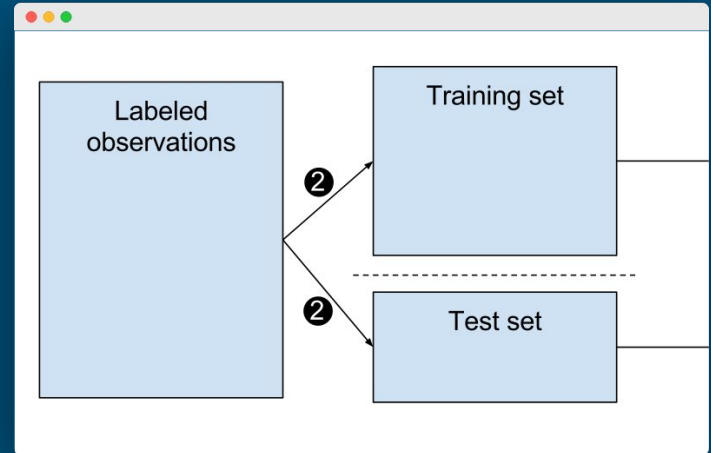 Labeled
observations
Training set
2
2
Test set